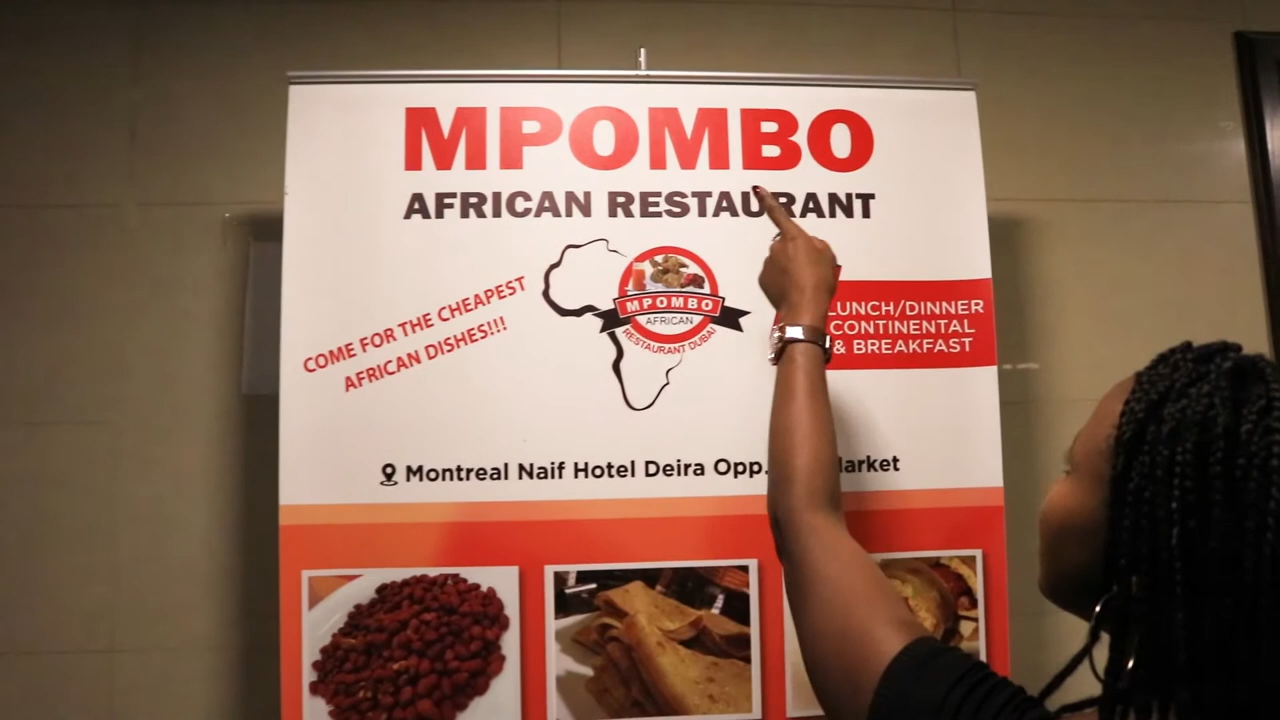 MPOMBO
AFRICAN RESTAURANT
COME FOR THE CHEAPEST
AFRICAN DISHES!!!
MPOMBO
AFRICAN
RESTAURANT DUBAI
LUNCH/DINNER
CONTINENTAL
& BREAKFAST
Montreal Naif Hotel Deira Opp.